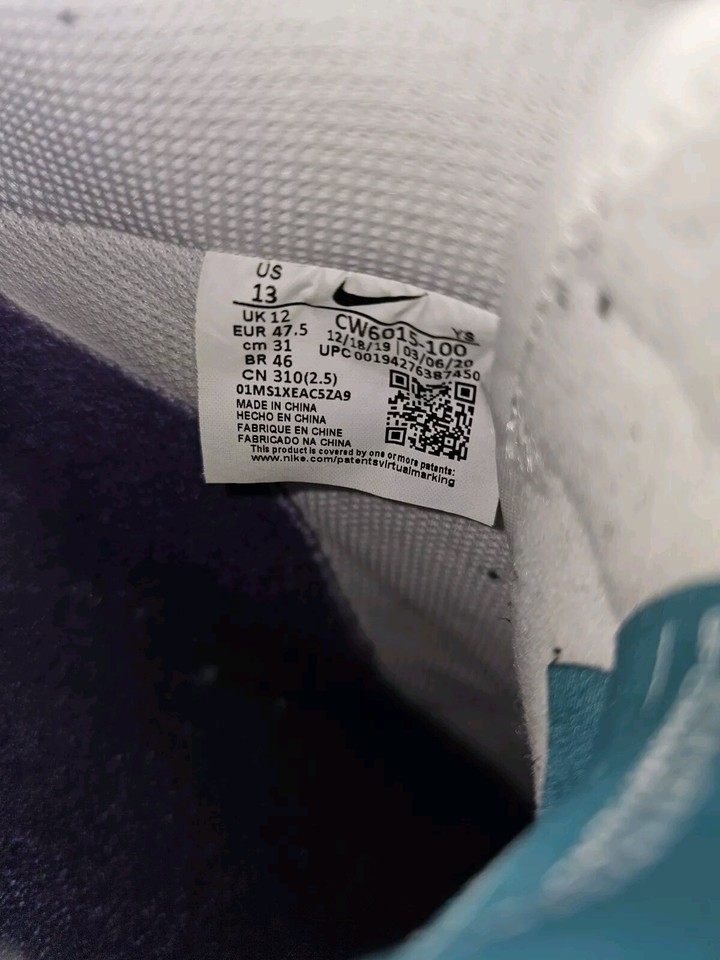 US
13
UK 12
EUR 47.5
cm 31
BR 46
CN 310(2.5)
01MS1XEAC5ZA9
MADE IN CHINA
HECHO EN CHINA
FABRIQUE EN CHINE
FABRICADO NA CHINA
YS
CW6015-100
12/18/19 | 03/06/20
UPC 00194276387450
This product is covered by one or more patents:
www.nike.com/patentsvirtualmarking